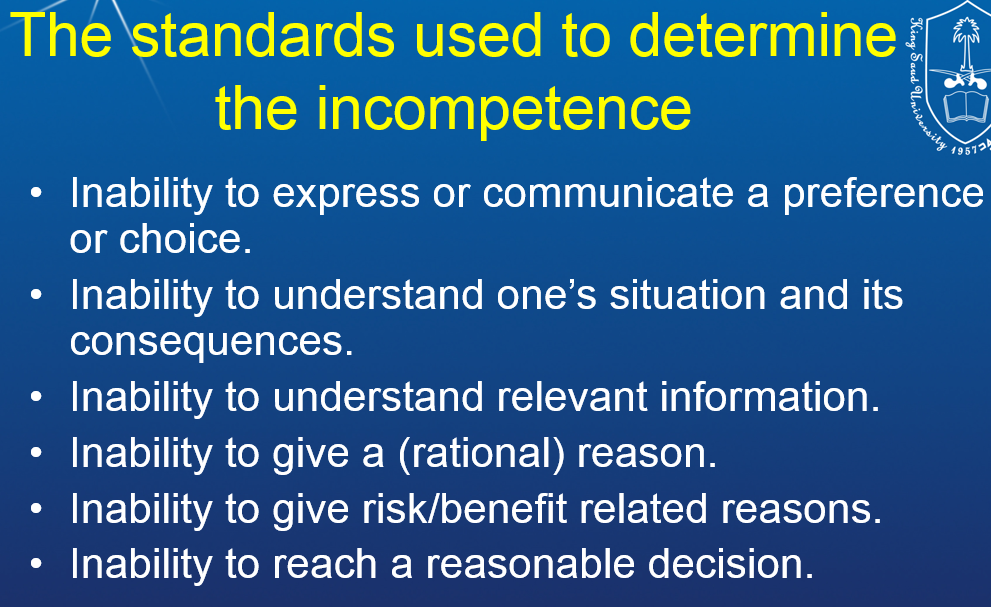 The standards used to determine
the incompetence
King Saud University 1957
• Inability to express or communicate a preference
or choice.
• Inability to understand one’s situation and its
consequences.
• Inability to understand relevant information.
• Inability to give a (rational) reason.
• Inability to give risk/benefit related reasons.
• Inability to reach a reasonable decision.